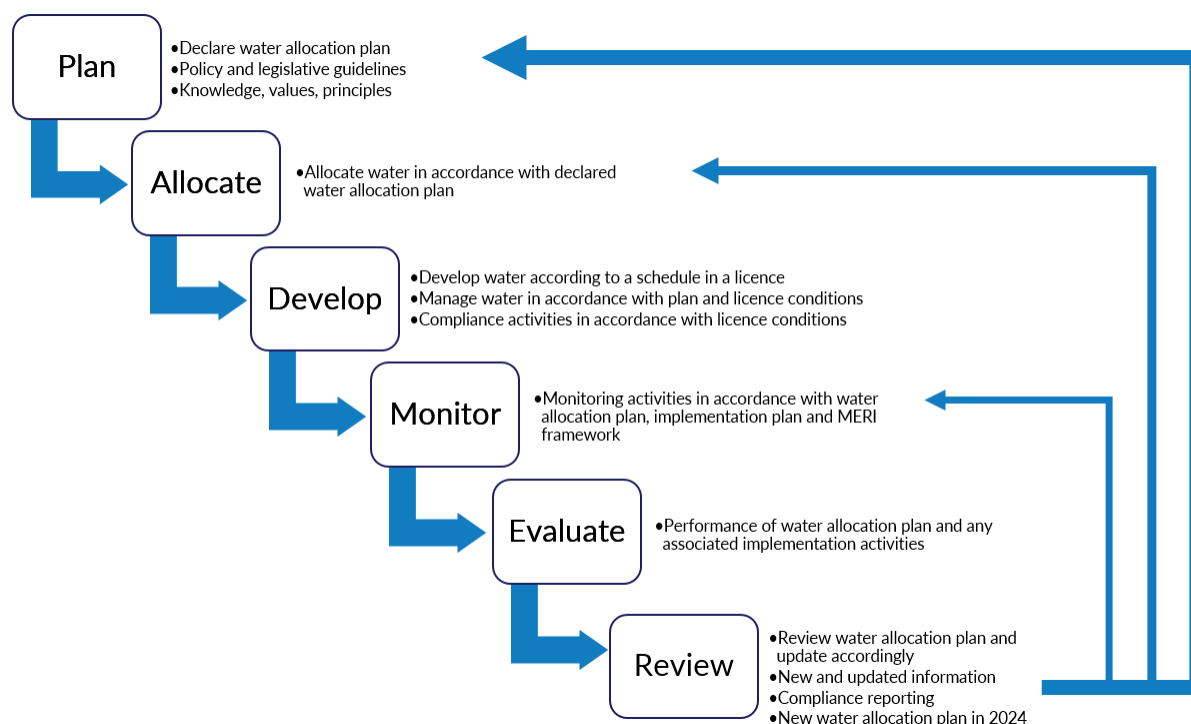 Plan
•Declare water allocation plan
•Policy and legislative guidelines
•Knowledge, values, principles
Allocate
•Allocate water in accordance with declared
water allocation plan
Develop
•Develop water according to a schedule in a licence
•Manage water in accordance with plan and licence conditions
•Compliance activities in accordance with licence conditions
Monitor
•Monitoring activities in accordance with water
allocation plan, implementation plan and MERI
framework
Evaluate
•Performance of water allocation plan and any
associated implementation activities
Review
•Review water allocation plan and
update accordingly
•New and updated information
•Compliance reporting
•New water allocation plan in 2024